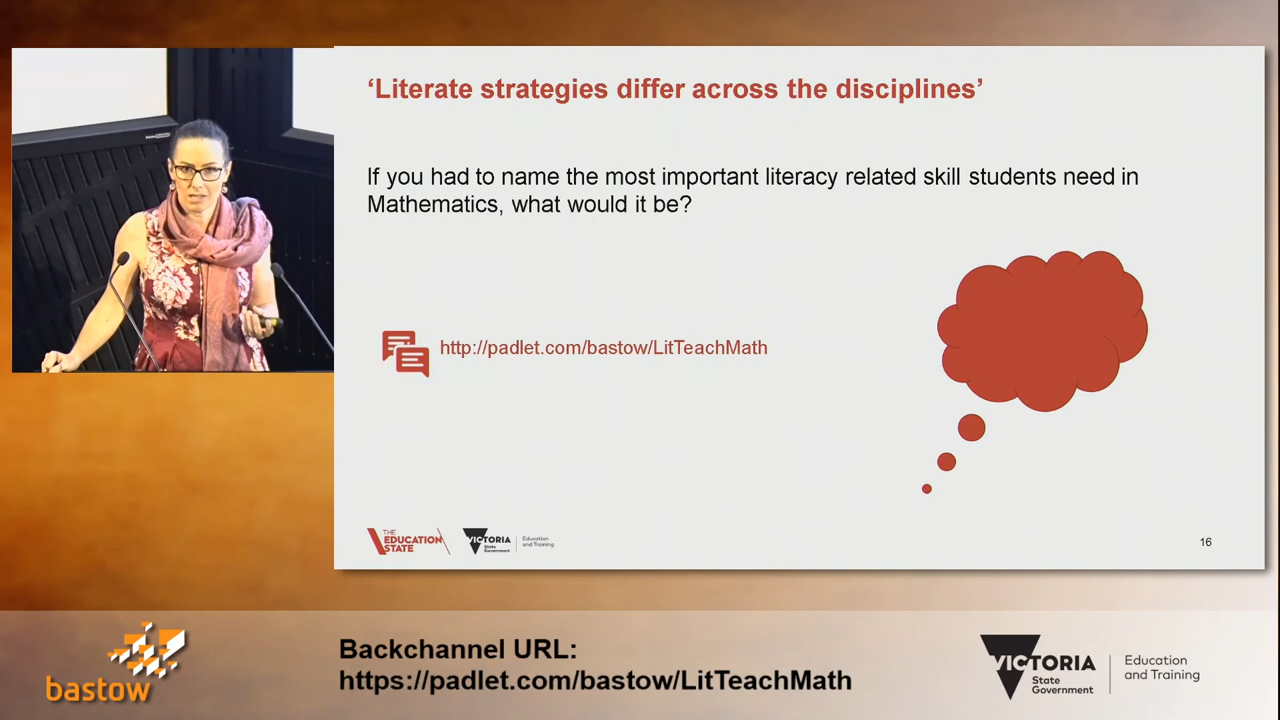 ‘Literate strategies differ across the disciplines’
If you had to name the most important literacy related skill students need in
Mathematics, what would it be?
http://padlet.com/bastow/LitTeachMath
THE
EDUCATION
STATE
VICTORIA
State
Government
Education
and Training
16
bastow
Backchannel URL:
https://padlet.com/bastow/LitTeachMath
VICTORIA
State
Government
Education
and Training